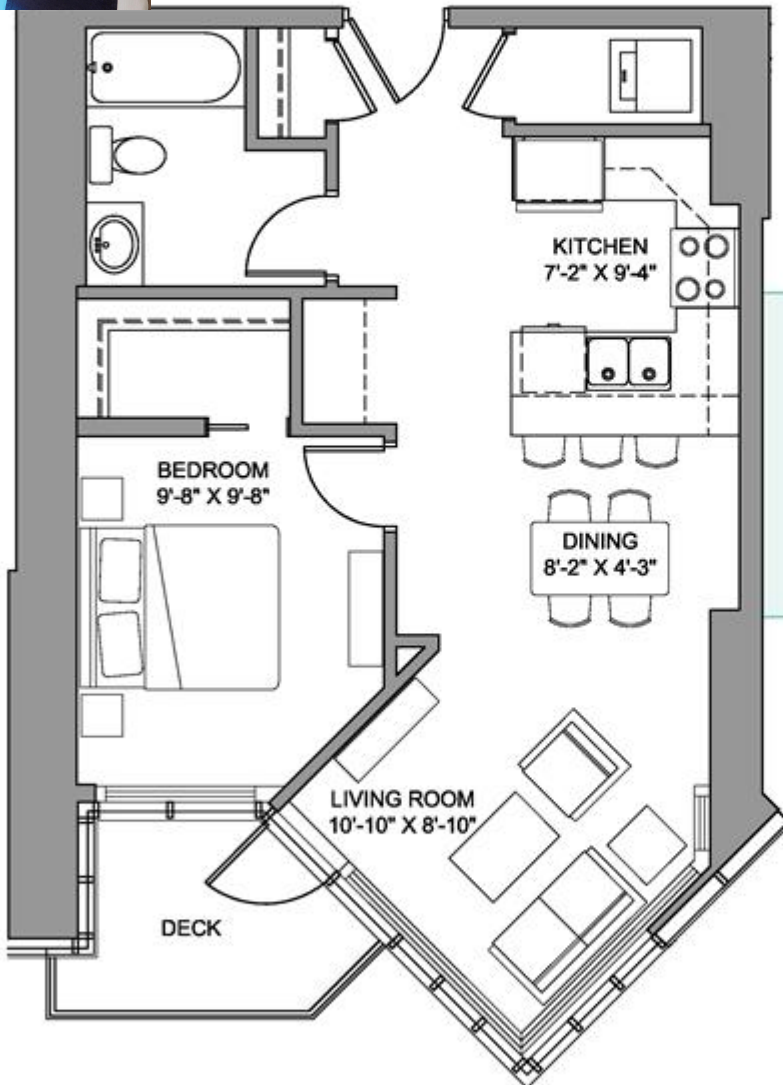 KITCHEN
7'-2" X 9'-4"
BEDROOM
9'-8" X 9'-8"
DINING
8'-2" X 4'-3"
LIVING ROOM
10'-10" X 8'-10"
DECK